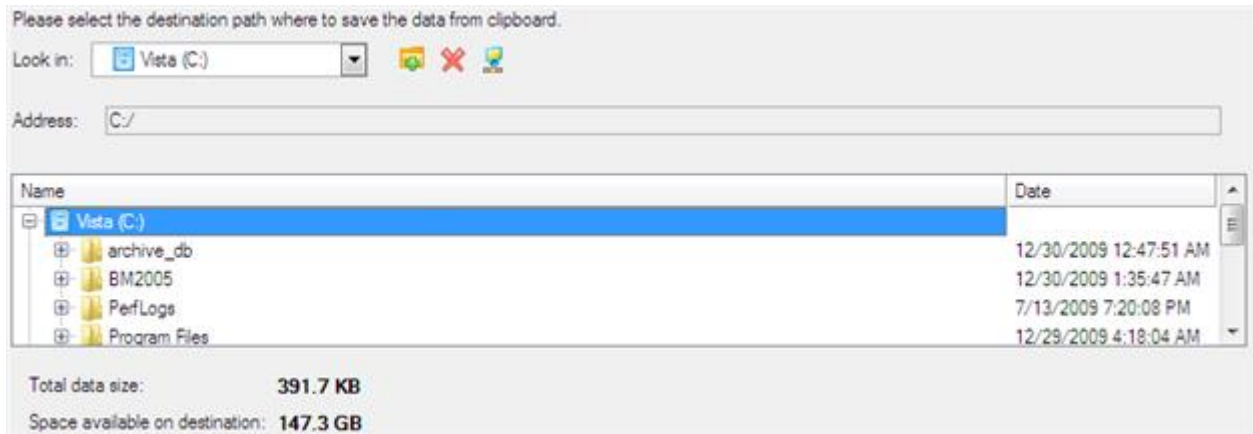 Please select the destination path where to save the data from clipboard.
Look in: Vista (C:)
Address: C:/
Name Date
Vista (C:)
archive_db 12/30/2009 12:47:51 AM
BM2005 12/30/2009 1:35:47 AM
PerfLogs 7/13/2009 7:20:08 PM
Program Files 12/29/2009 4:18:04 AM
Total data size: 391.7 KB
Space available on destination: 147.3 GB